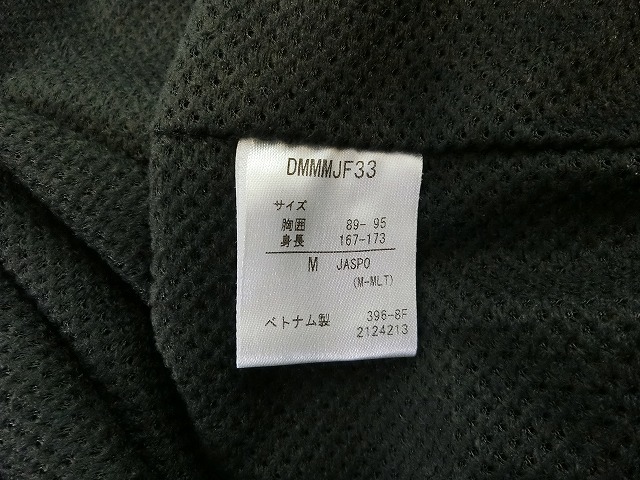 DMMMJF33
サイズ
胸囲 89- 95
身長 167-173
M JASPO
(M-MLT)
ベトナム製 396-8F
2124213